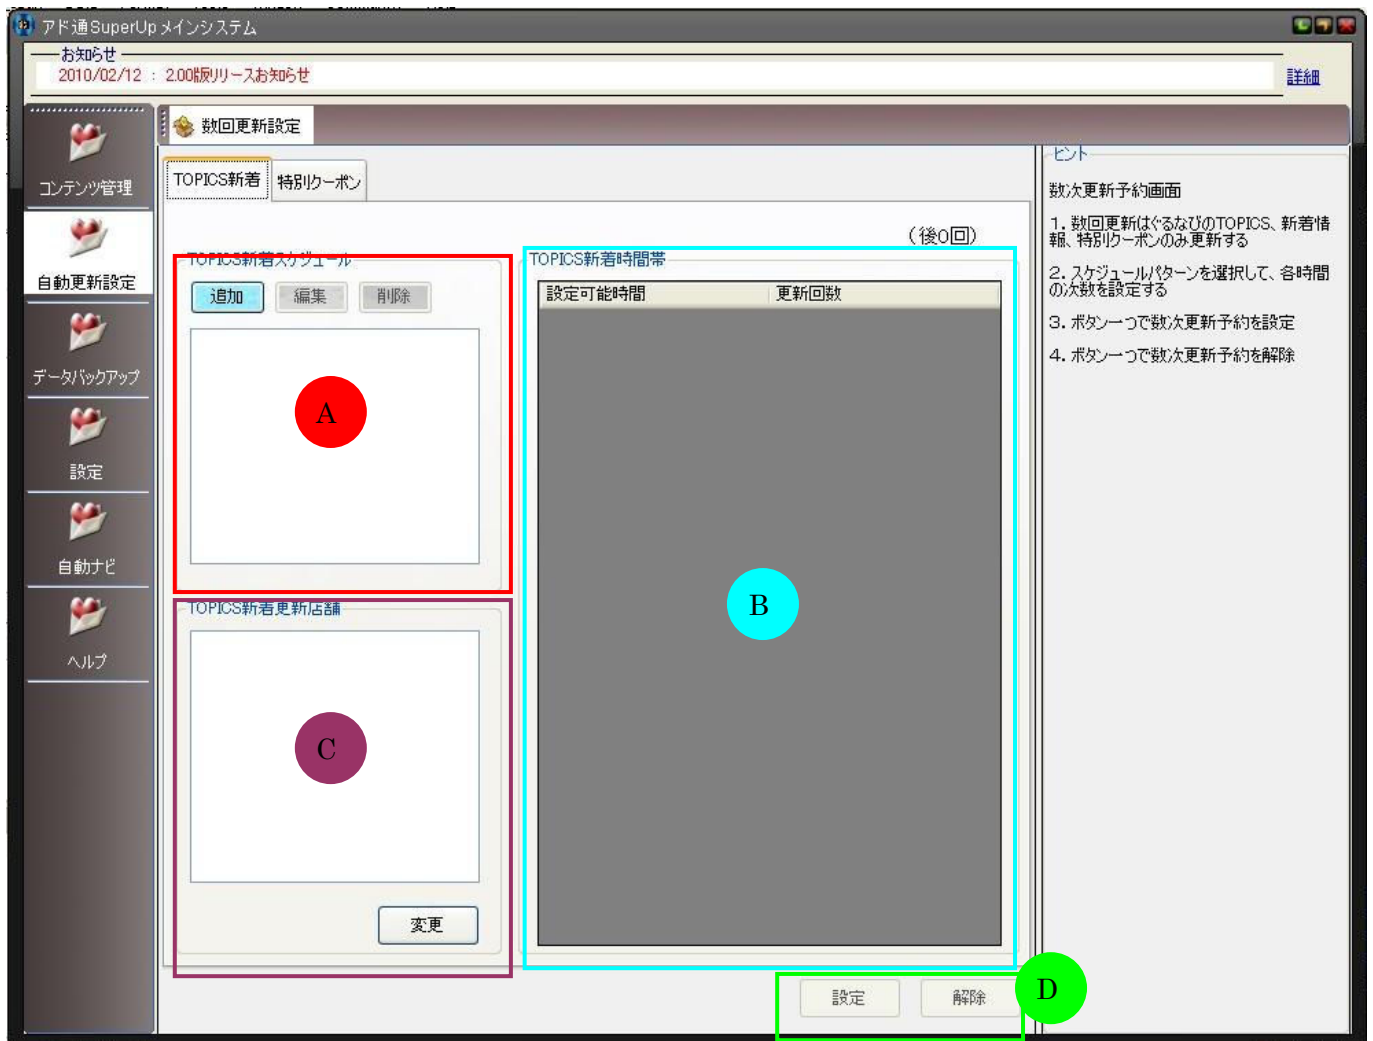 アド通SuperUpメインシステム
お知らせ
2010/02/12 : 2.00版リリースお知らせ
詳細
数回更新設定
コンテンツ管理
自動更新設定
データバックアップ
設定
自動ナビ
ヘルプ
TOPICS新着
特別クーポン
(後0回)
TOPICS新着スケジュール
追加
編集
削除
A
TOPICS新着更新店舗
C
変更
TOPICS新着時間帯
設定可能時間
更新回数
B
設定
解除
D
ヒント
数次更新予約画面
1. 数回更新はぐるなびのTOPICS、新着情
報、特別クーポンのみ更新する
2. スケジュールパターンを選択して、各時間
の次数を設定する
3. ボタン一つで数次更新予約を設定
4. ボタン一つで数次更新予約を解除